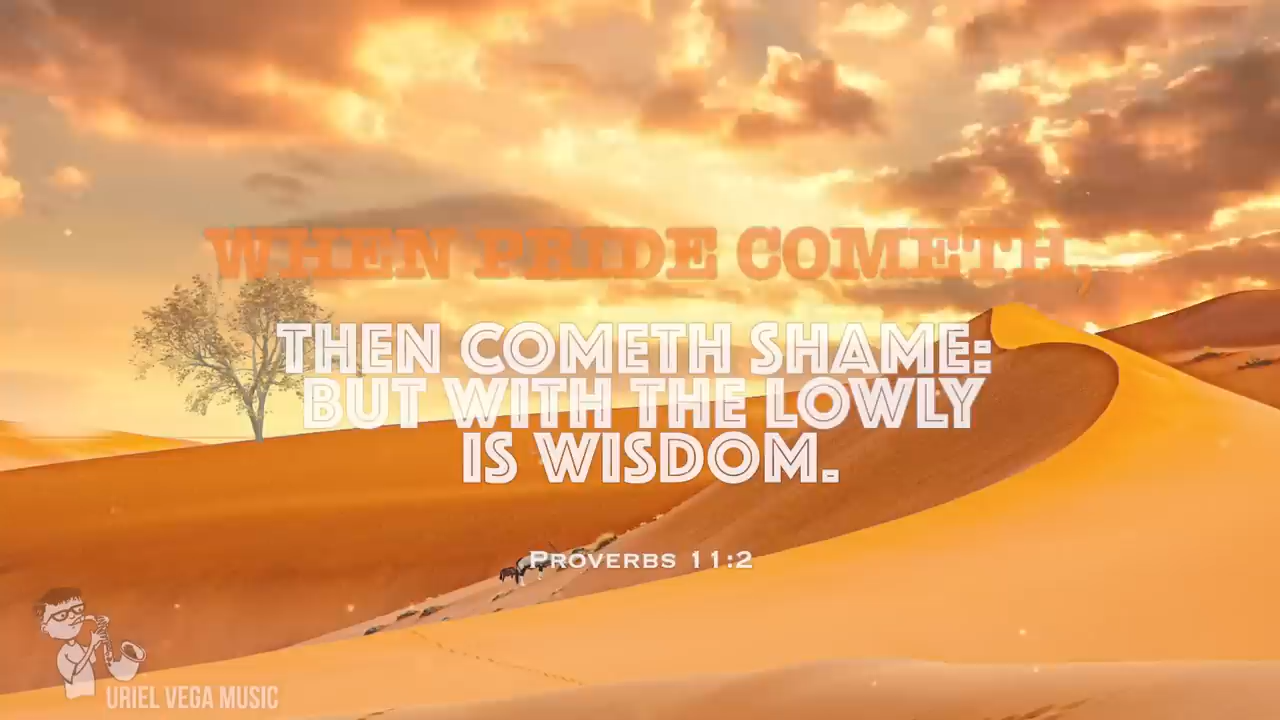 WHEN PRIDE COMETH,
THEN COMETH SHAME:
BUT WITH THE LOWLY
IS WISDOM.
PROVERBS 11:2
URIEL VEGA MUSIC